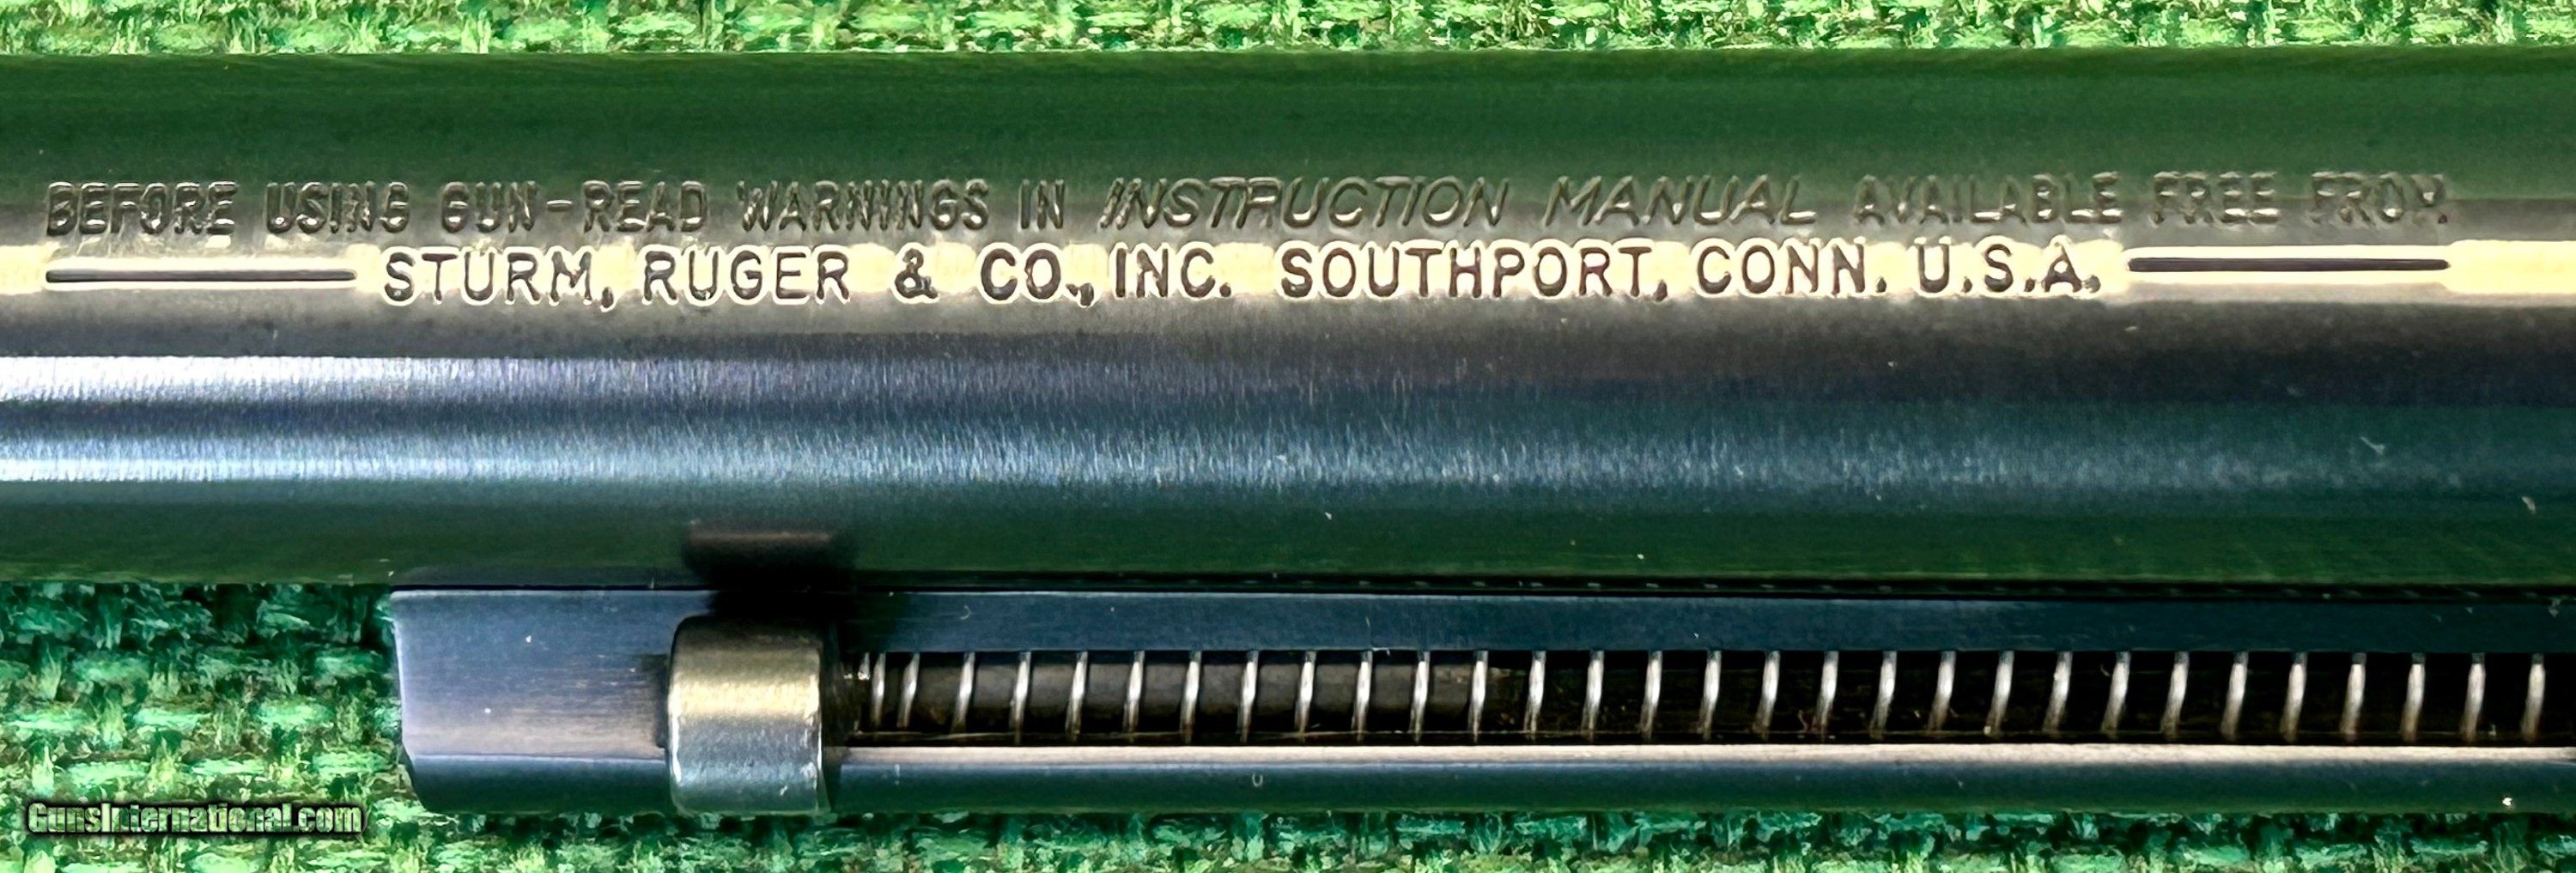 BEFORE USING GUN-READ WARNINGS IN INSTRUCTION MANUAL AVAILABLE FREE FROM
STURM, RUGER & CO., INC. SOUTHPORT, CONN. U.S.A.
GunsInternational.com